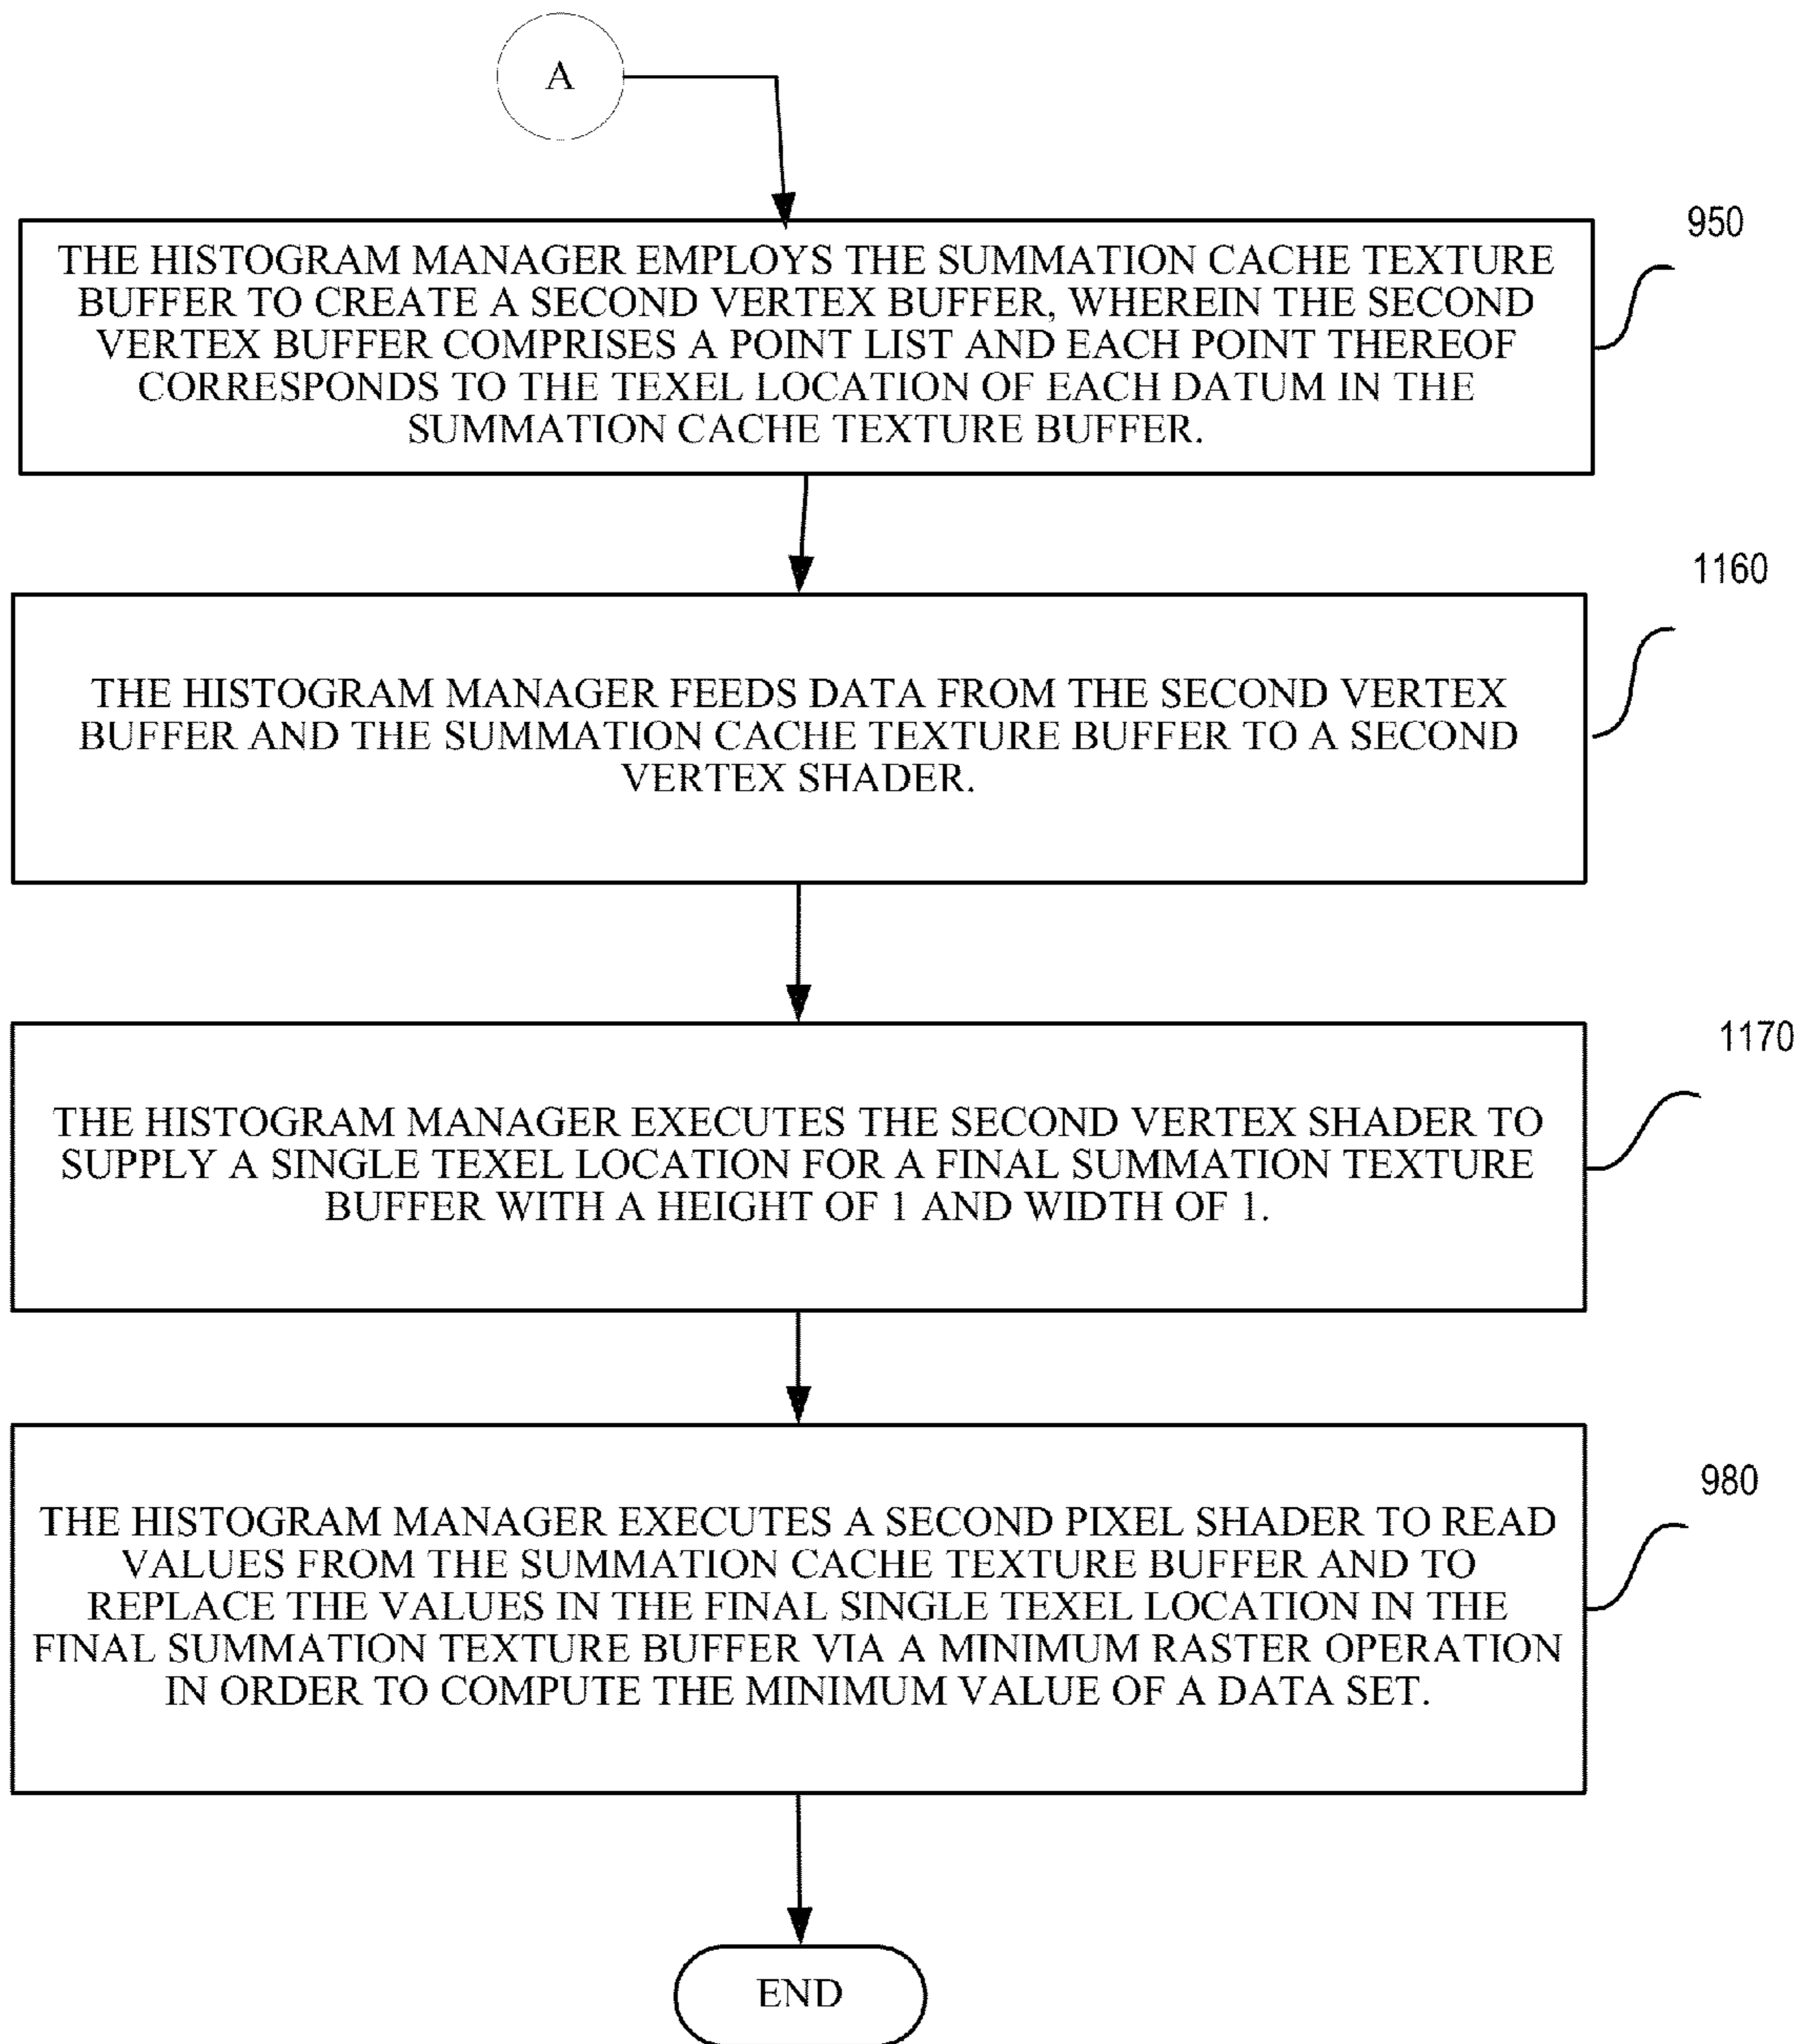 A
950
THE HISTOGRAM MANAGER EMPLOYS THE SUMMATION CACHE TEXTURE
BUFFER TO CREATE A SECOND VERTEX BUFFER, WHEREIN THE SECOND
VERTEX BUFFER COMPRISES A POINT LIST AND EACH POINT THEREOF
CORRESPONDS TO THE TEXEL LOCATION OF EACH DATUM IN THE
SUMMATION CACHE TEXTURE BUFFER.
1160
THE HISTOGRAM MANAGER FEEDS DATA FROM THE SECOND VERTEX
BUFFER AND THE SUMMATION CACHE TEXTURE BUFFER TO A SECOND
VERTEX SHADER.
1170
THE HISTOGRAM MANAGER EXECUTES THE SECOND VERTEX SHADER TO
SUPPLY A SINGLE TEXEL LOCATION FOR A FINAL SUMMATION TEXTURE
BUFFER WITH A HEIGHT OF 1 AND WIDTH OF 1.
980
THE HISTOGRAM MANAGER EXECUTES A SECOND PIXEL SHADER TO READ
VALUES FROM THE SUMMATION CACHE TEXTURE BUFFER AND TO
REPLACE THE VALUES IN THE FINAL SINGLE TEXEL LOCATION IN THE
FINAL SUMMATION TEXTURE BUFFER VIA A MINIMUM RASTER OPERATION
IN ORDER TO COMPUTE THE MINIMUM VALUE OF A DATA SET.
END